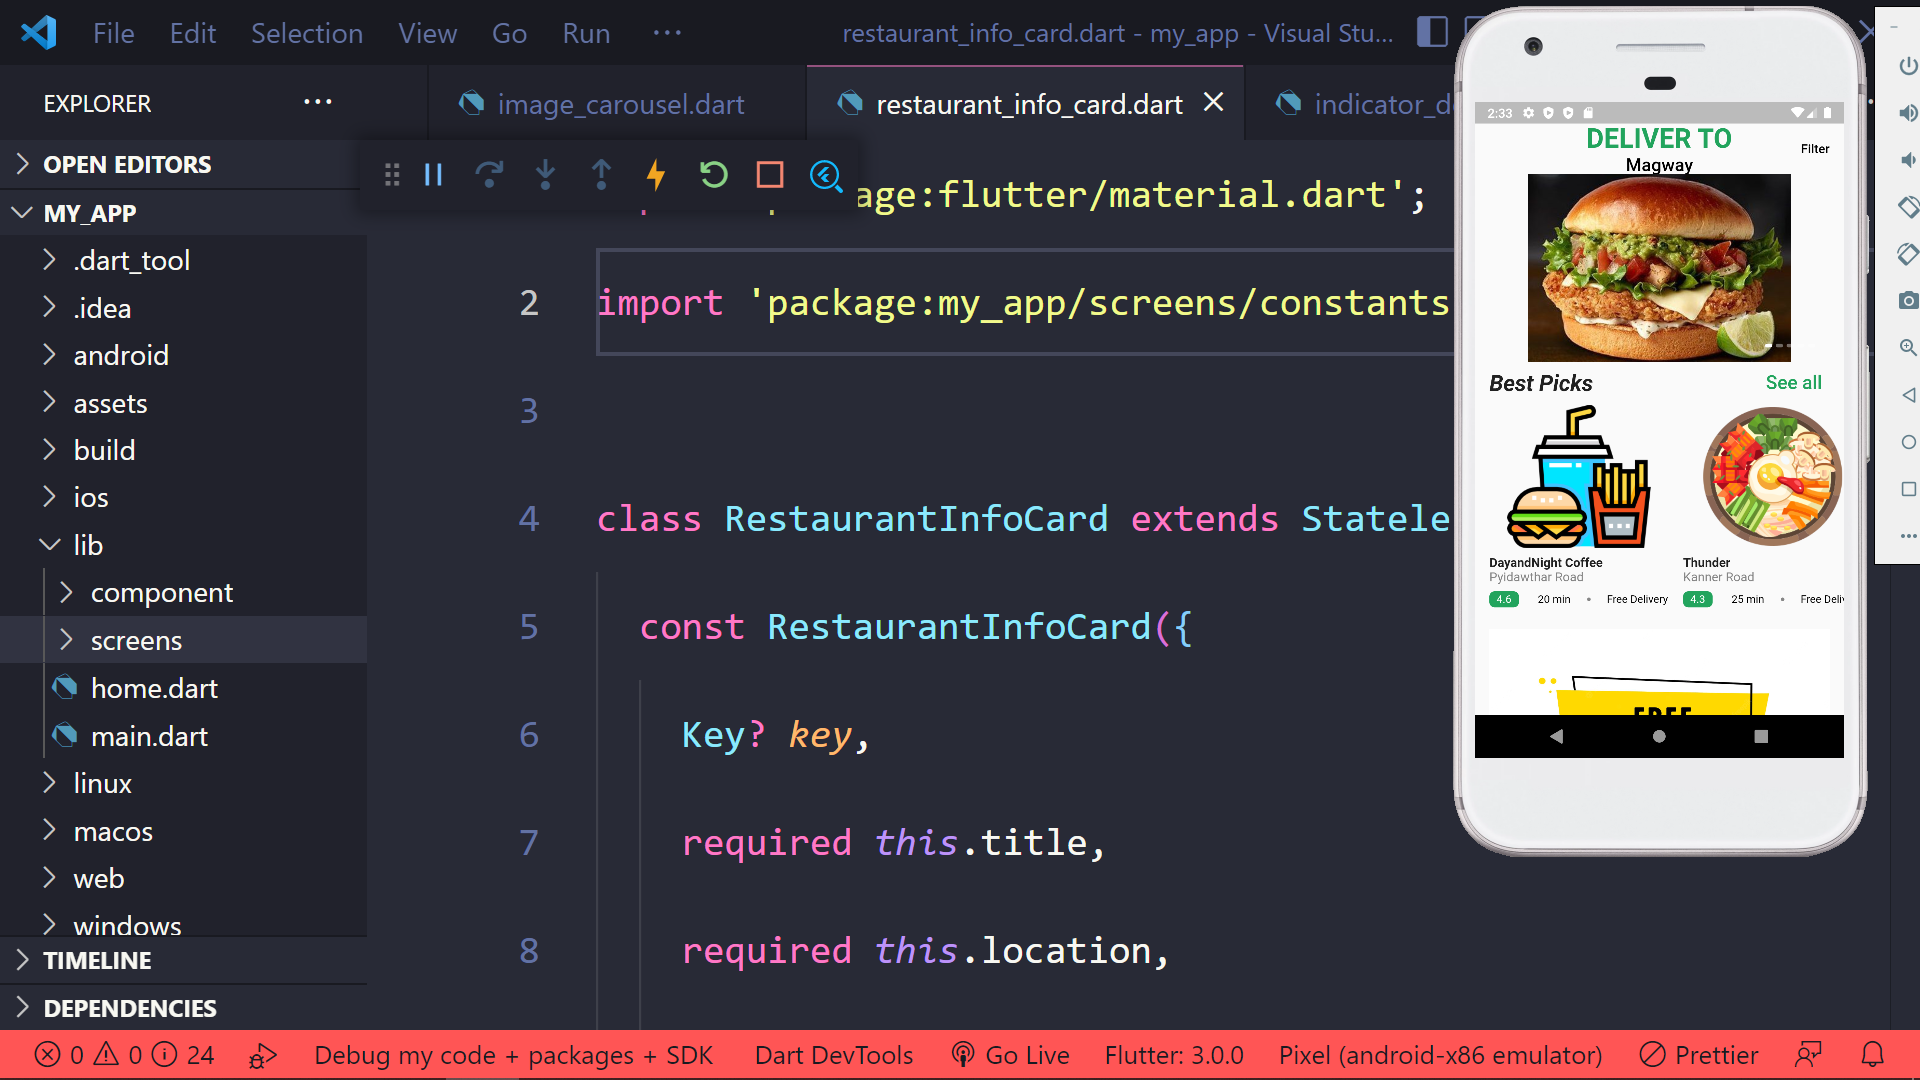 File Edit Selection View Go Run ··· restaurant_info_card.dart - my_app - Visual Stu...
EXPLORER ···
image_carousel.dart
restaurant_info_card.dart
OPEN EDITORS
MY_APP
.dart_tool
.idea
android
assets
build
ios
lib
component
screens
home.dart
main.dart
linux
macos
web
windows
TIMELINE
DEPENDENCIES
age:flutter/material.dart';
2 import 'package:my_app/screens/constants
3
4 class RestaurantInfoCard extends Statele
5 const RestaurantInfoCard({
6 Key? key,
7 required this.title,
8 required this.location,
2:33
DELIVER TO
Magway
Filter
Best Picks See all
DayandNight Coffee
Pyidawthar Road
4.6 20 min • Free Delivery
Thunder
Kanner Road
4.3 25 min • Free Deliv
FREE
0 0 24 Debug my code + packages + SDK Dart DevTools Go Live Flutter: 3.0.0 Pixel (android-x86 emulator) Prettier